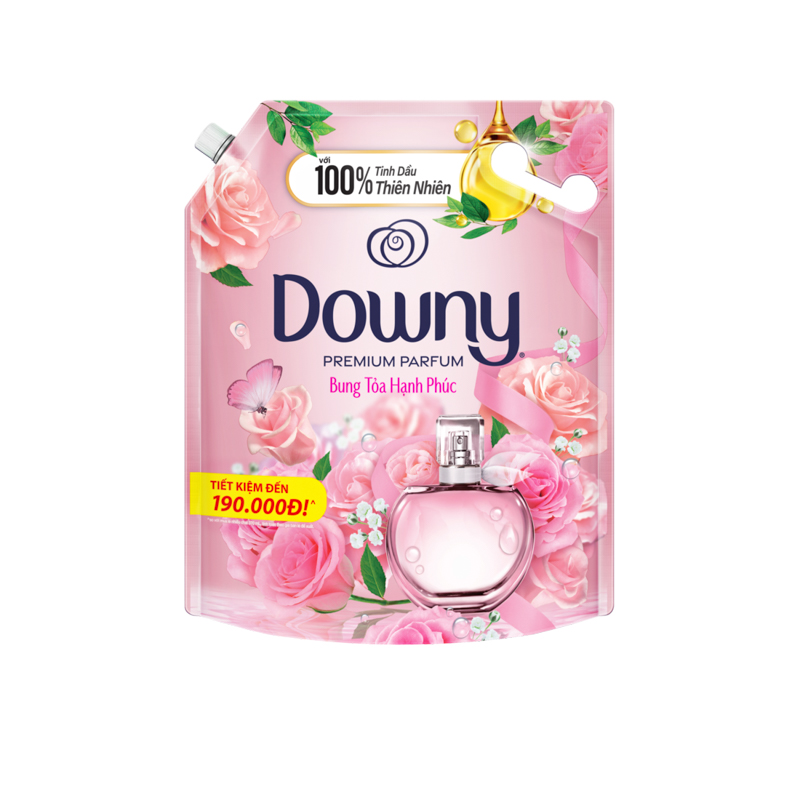 với
100% Tinh Dầu
Thiên Nhiên
Downy
PREMIUM PARFUM
Bung Tỏa Hạnh Phúc
TIẾT KIỆM ĐẾN
190.000Đ!^